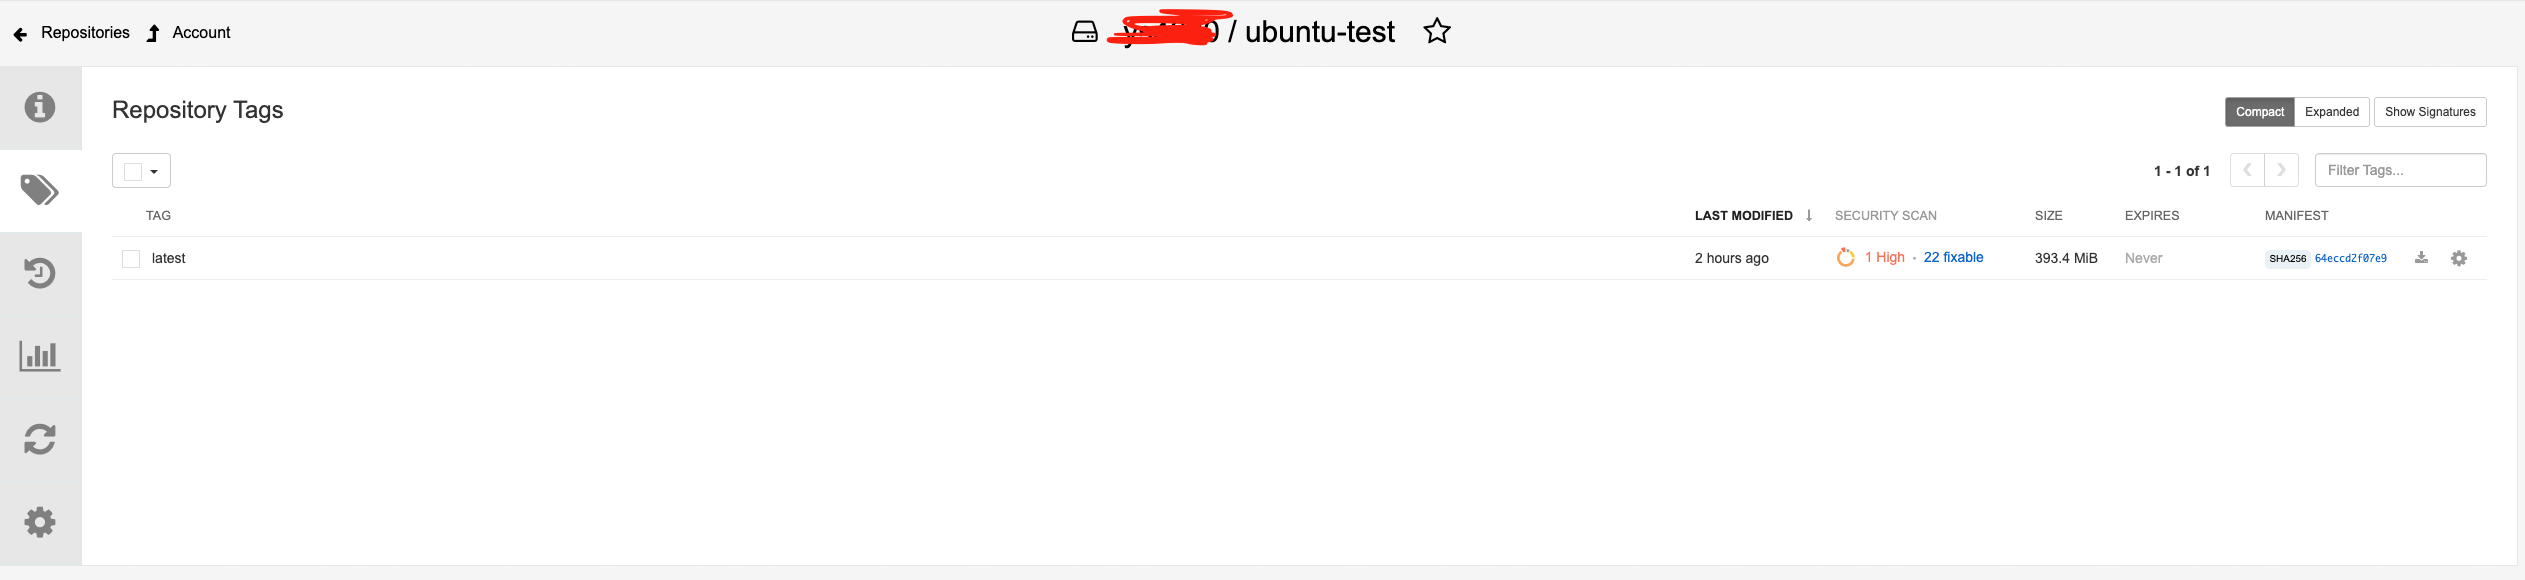 Repositories Account / ubuntu-test
Repository Tags Compact Expanded Show Signatures
1 - 1 of 1 Filter Tags...
TAG LAST MODIFIED SECURITY SCAN SIZE EXPIRES MANIFEST
latest 2 hours ago 1 High · 22 fixable 393.4 MiB Never SHA256 64eccd2f07e9